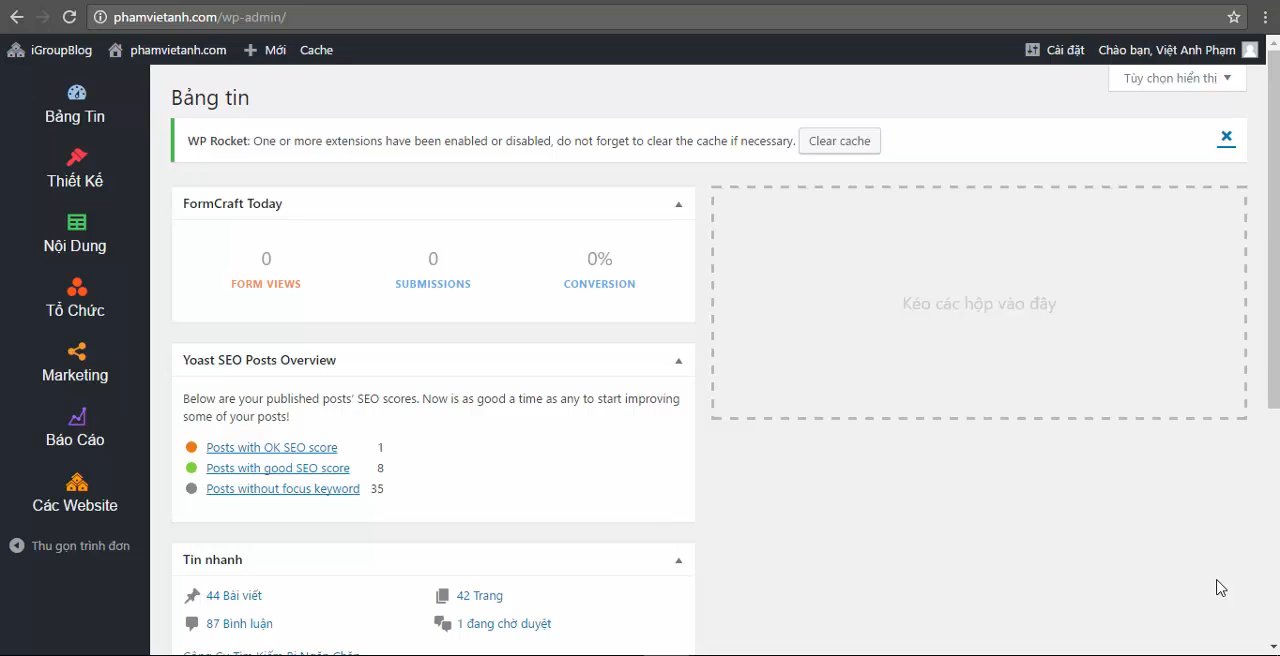 phamvietanh.com/wp-admin/
iGroupBlog phamvietanh.com Mới Cache Cài đặt Chào bạn, Việt Anh Phạm
Tùy chọn hiển thị
Bảng Tin
Thiết Kế
Nội Dung
Tổ Chức
Marketing
Báo Cáo
Các Website
Thu gọn trình đơn
Bảng tin
WP Rocket: One or more extensions have been enabled or disabled, do not forget to clear the cache if necessary. Clear cache
FormCraft Today
0 0 0%
FORM VIEWS SUBMISSIONS CONVERSION
Kéo các hộp vào đây
Yoast SEO Posts Overview
Below are your published posts' SEO scores. Now is as good a time as any to start improving
some of your posts!
Posts with OK SEO score 1
Posts with good SEO score 8
Posts without focus keyword 35
Tin nhanh
44 Bài viết 42 Trang
87 Bình luận 1 đang chờ duyệt